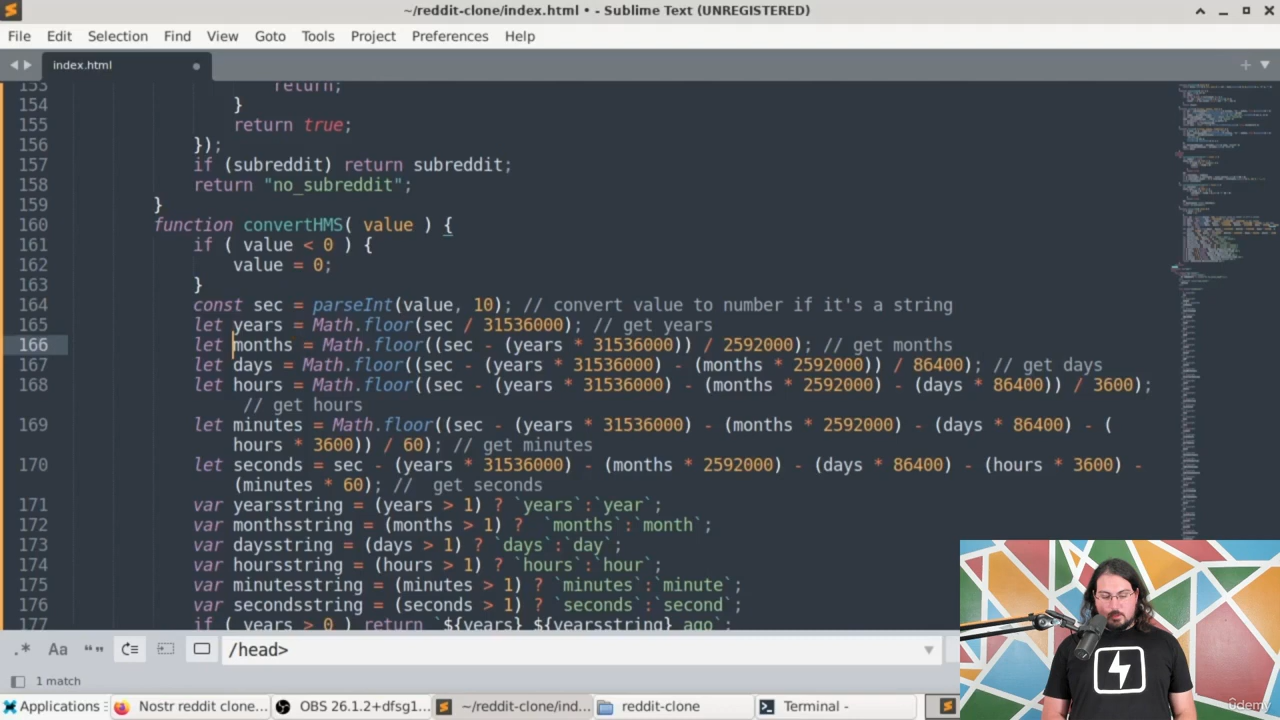 ~/reddit-clone/index.html • - Sublime Text (UNREGISTERED)
File Edit Selection Find View Goto Tools Project Preferences Help
index.html
153 return;
154 }
155 return true;
156 });
157 if (subreddit) return subreddit;
158 return "no_subreddit";
159 }
160 function convertHMS( value ) {
161 if ( value < 0 ) {
162 value = 0;
163 }
164 const sec = parseInt(value, 10); // convert value to number if it's a string
165 let years = Math.floor(sec / 31536000); // get years
166 let months = Math.floor((sec - (years * 31536000)) / 2592000); // get months
167 let days = Math.floor((sec - (years * 31536000) - (months * 2592000)) / 86400); // get days
168 let hours = Math.floor((sec - (years * 31536000) - (months * 2592000) - (days * 86400)) / 3600);
// get hours
169 let minutes = Math.floor((sec - (years * 31536000) - (months * 2592000) - (days * 86400) - (
hours * 3600)) / 60); // get minutes
170 let seconds = sec - (years * 31536000) - (months * 2592000) - (days * 86400) - (hours * 3600) -
(minutes * 60); //  get seconds
171 var yearsstring = (years > 1) ? `years`:`year`;
172 var monthsstring = (months > 1) ?  `months`:`month`;
173 var daysstring = (days > 1) ? `days`:`day`;
174 var hoursstring = (hours > 1) ? `hours`:`hour`;
175 var minutesstring = (minutes > 1) ? `minutes`:`minute`;
176 var secondsstring = (seconds > 1) ? `seconds`:`second`;
177 if ( years > 0 ) return `${years} ${yearsstring} ago`;
.* Aa “” /head>
1 match
Applications Nostr reddit clone... OBS 26.1.2+dfsg1... ~/reddit-clone/ind... reddit-clone Terminal -
ûdemy